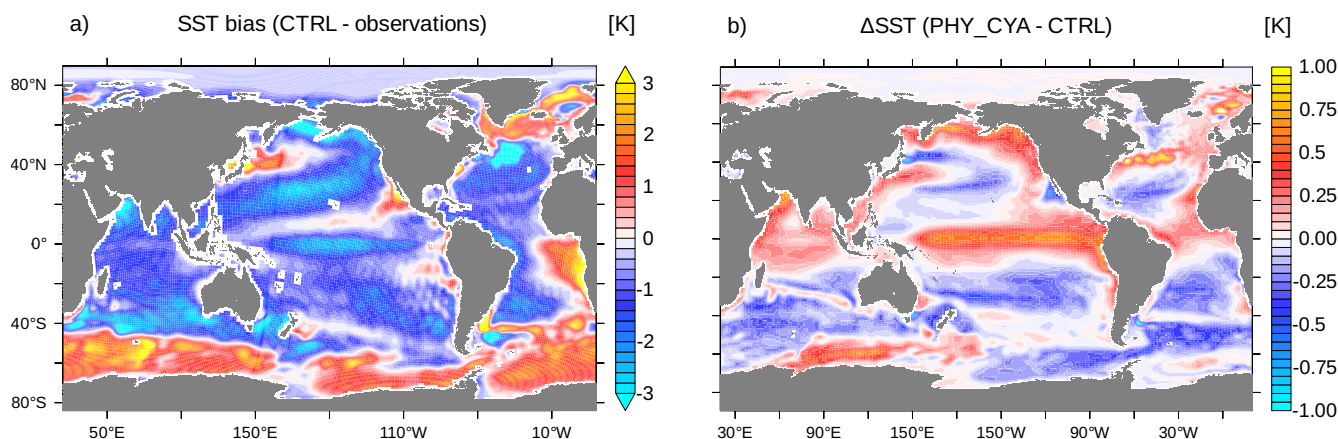 a) SST bias (CTRL - observations) [K]
80°N
40°N
0°
40°S
80°S
50°E 150°E 110°W 10°W
3
2
1
0
-1
-2
-3
b) ΔSST (PHY_CYA - CTRL) [K]
30°E 90°E 150°E 150°W 90°W 30°W
1.00
0.75
0.50
0.25
0.00
-0.25
-0.50
-0.75
-1.00